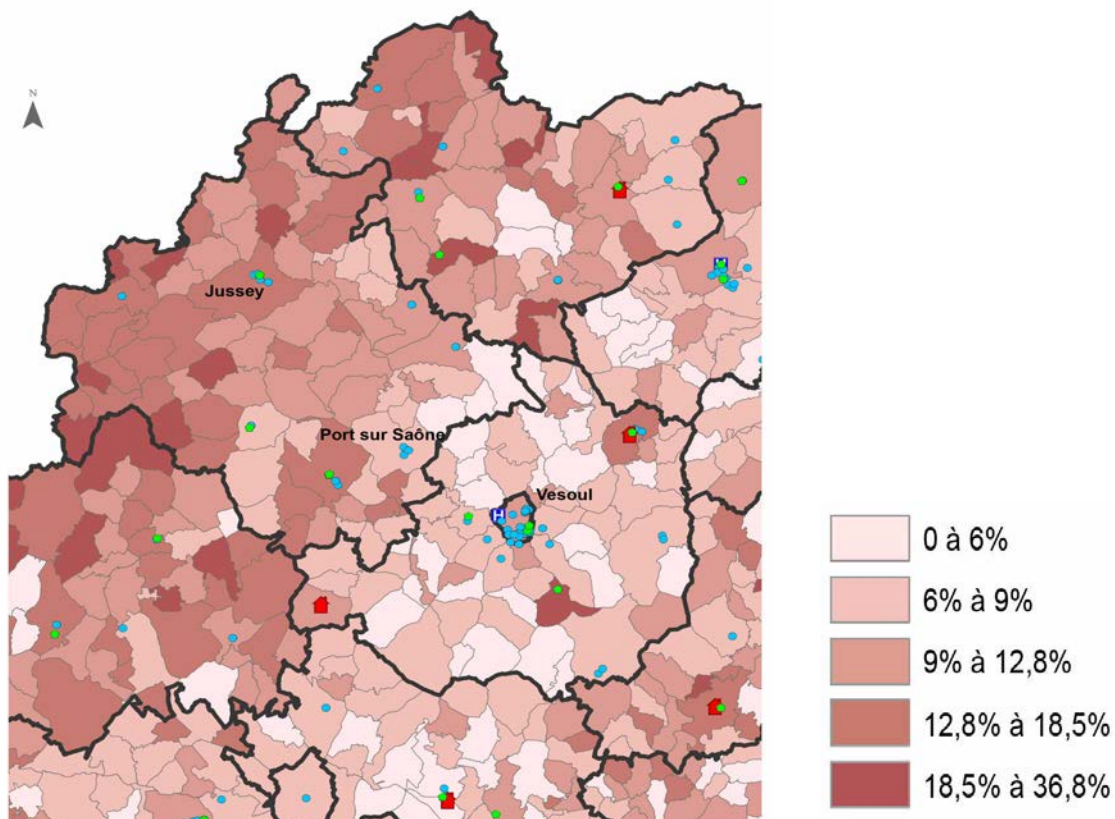 N
H
Jussey
Port sur Saône
Vesoul
H
0 à 6%
6% à 9%
9% à 12,8%
12,8% à 18,5%
18,5% à 36,8%